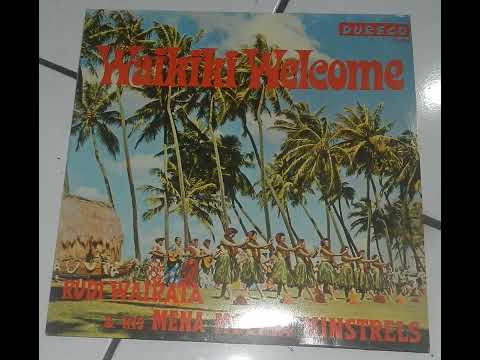 DURECO
Waikiki Welcome
RUDI WAIRATA
& HIS MENA MINSTRELS